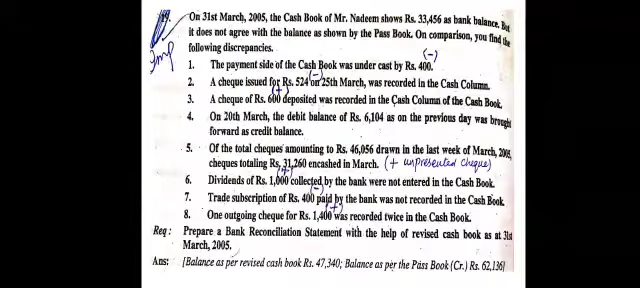 19. On 31st March, 2005, the Cash Book of Mr. Nadeem shows Rs. 33,456 as bank balance. But
it does not agree with the balance as shown by the Pass Book. On comparison, you find the
Imp following discrepancies.
(-)
1. The payment side of the Cash Book was under cast by Rs. 400.
(-)
2. A cheque issued for Rs. 524 on 25th March, was recorded in the Cash Column.
(+)
3. A cheque of Rs. 600 deposited was recorded in the Cash Column of the Cash Book.
4. On 20th March, the debit balance of Rs. 6,104 as on the previous day was brought
forward as credit balance.
5. Of the total cheques amounting to Rs. 46,056 drawn in the last week of March, 2005,
cheques totaling Rs. 31,260 encashed in March. (+ unpresented cheque)
(+)
6. Dividends of Rs. 1,000 collected by the bank were not entered in the Cash Book.
(-)
7. Trade subscription of Rs. 400 paid by the bank was not recorded in the Cash Book.
(+)
8. One outgoing cheque for Rs. 1,400 was recorded twice in the Cash Book.
Req: Prepare a Bank Reconciliation Statement with the help of revised cash book as at 31st
March, 2005.
Ans: [Balance as per revised cash book Rs. 47,340; Balance as per the Pass Book (Cr.) Rs. 62,136]